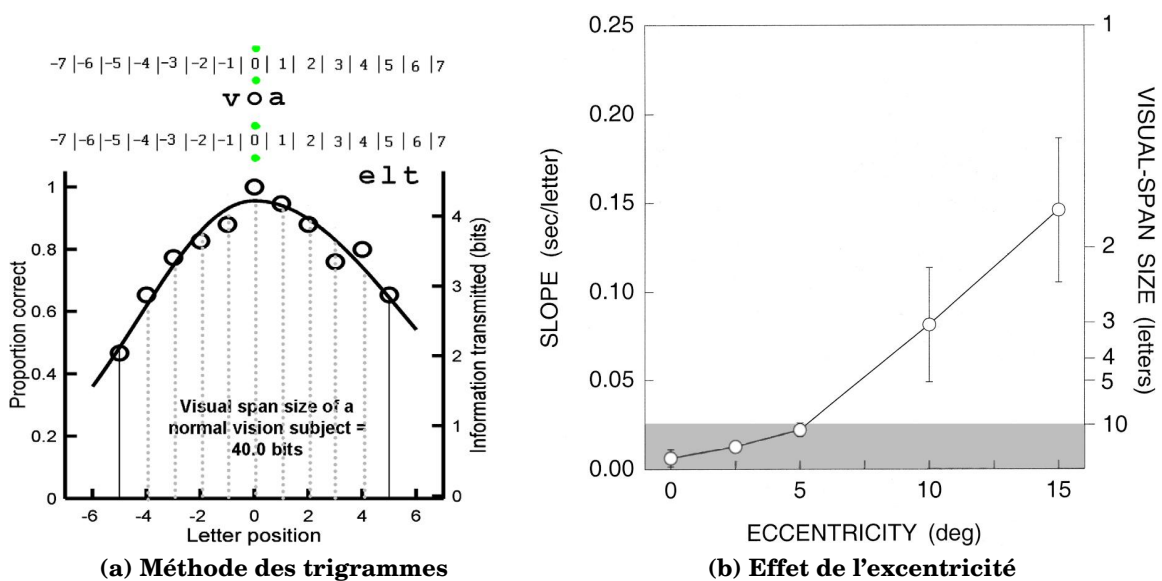 -7 |-6 |-5 |-4 |-3 |-2 |-1 | 0 | 1 | 2 | 3 | 4 | 5 | 6 | 7
v o a
-7 |-6 |-5 |-4 |-3 |-2 |-1 | 0 | 1 | 2 | 3 | 4 | 5 | 6 | 7
elt
Proportion correct
1
0.8
0.6
0.4
0.2
0
Visual span size of a
normal vision subject =
40.0 bits
4
3
2
1
0
Information transmitted (bits)
-6 -4 -2 0 2 4 6
Letter position
(a) Méthode des trigrammes
SLOPE (sec/letter)
0.25
0.20
0.15
0.10
0.05
0.00
1
2
3
4
5
10
VISUAL-SPAN SIZE (letters)
0 5 10 15
ECCENTRICITY (deg)
(b) Effet de l'excentricité